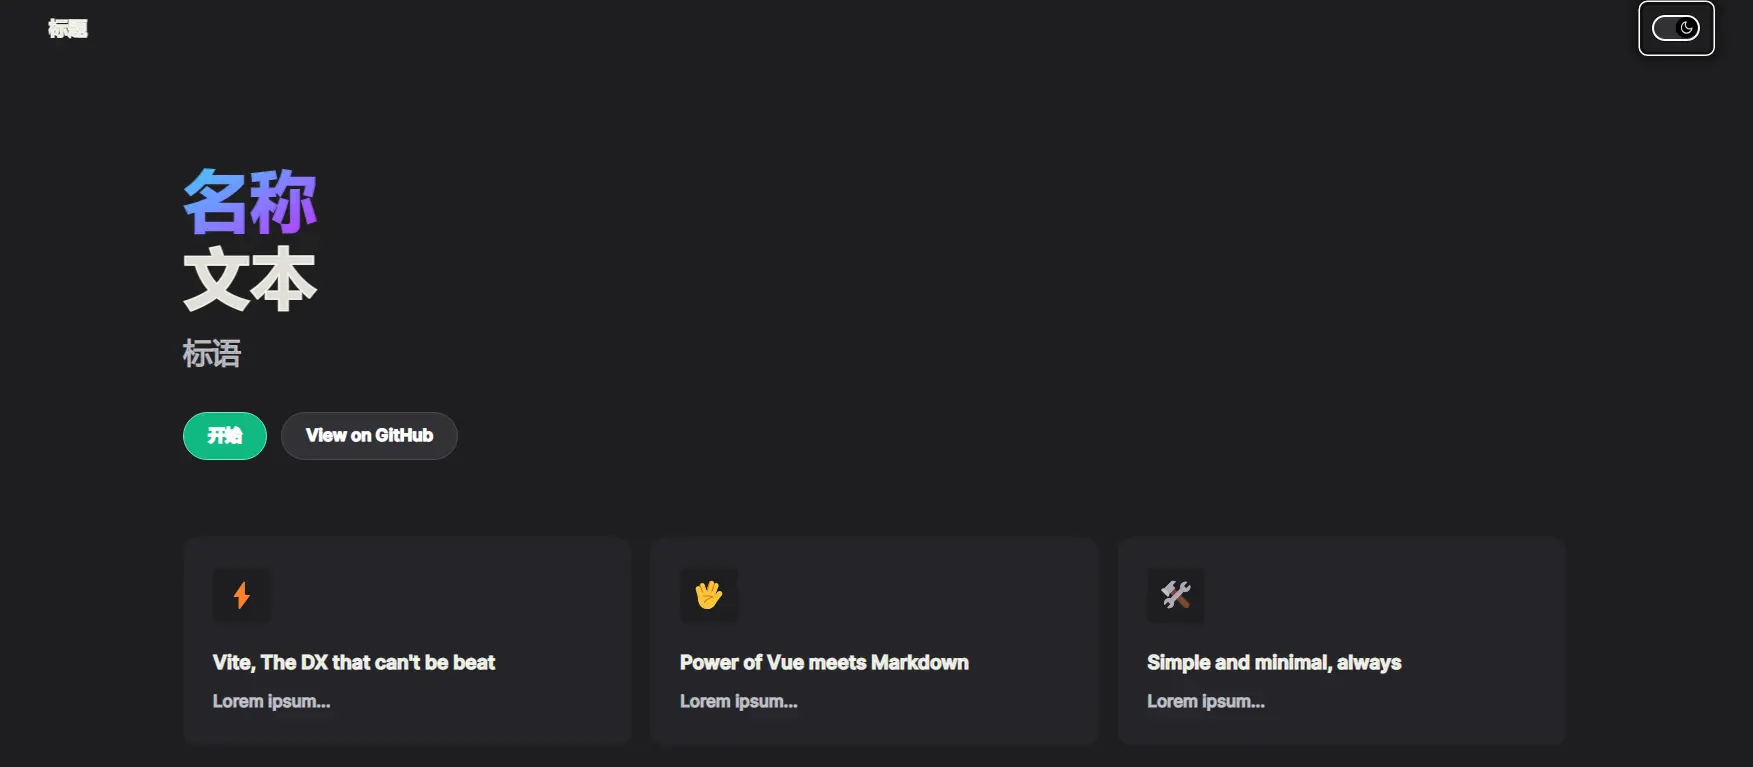 标题
名称
文本
标语
开始
View on GitHub
Vite, The DX that can't be beat
Lorem ipsum...
Power of Vue meets Markdown
Lorem ipsum...
Simple and minimal, always
Lorem ipsum...